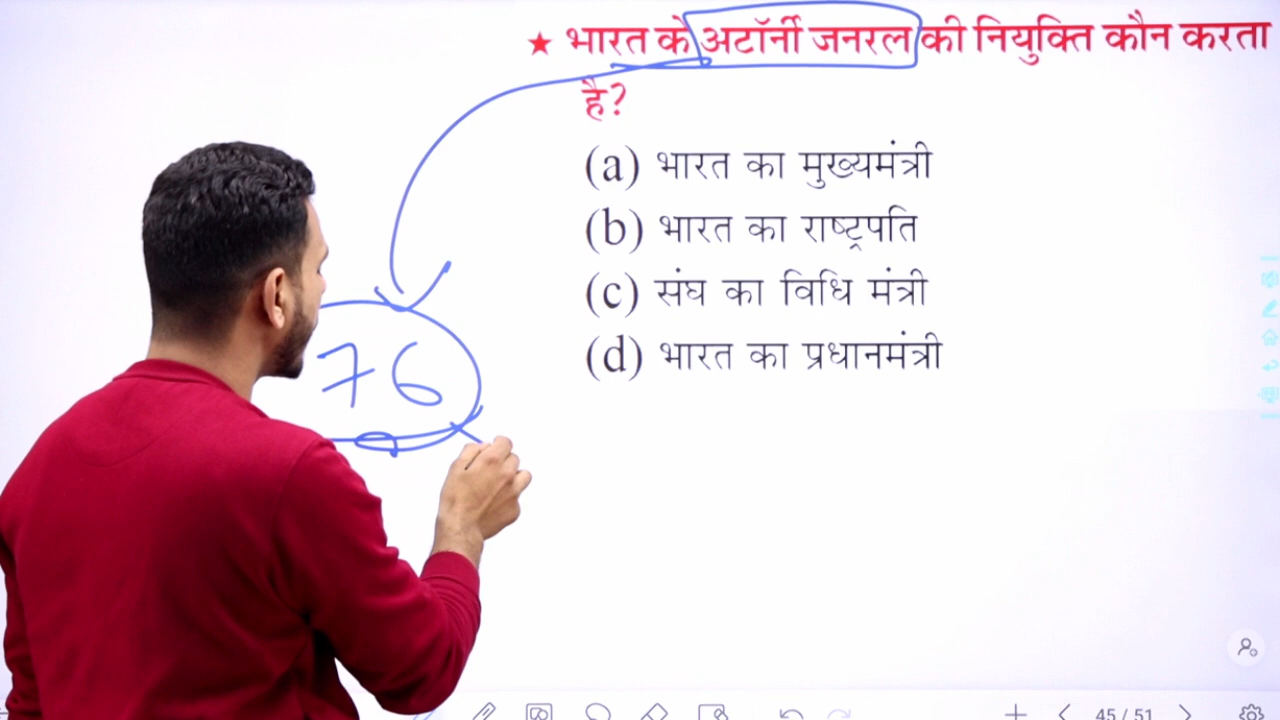 ★ भारत के अटॉर्नी जनरल की नियुक्ति कौन करता
है?
(a) भारत का मुख्यमंत्री
(b) भारत का राष्ट्रपति
(c) संघ का विधि मंत्री
(d) भारत का प्रधानमंत्री
76
45 / 51